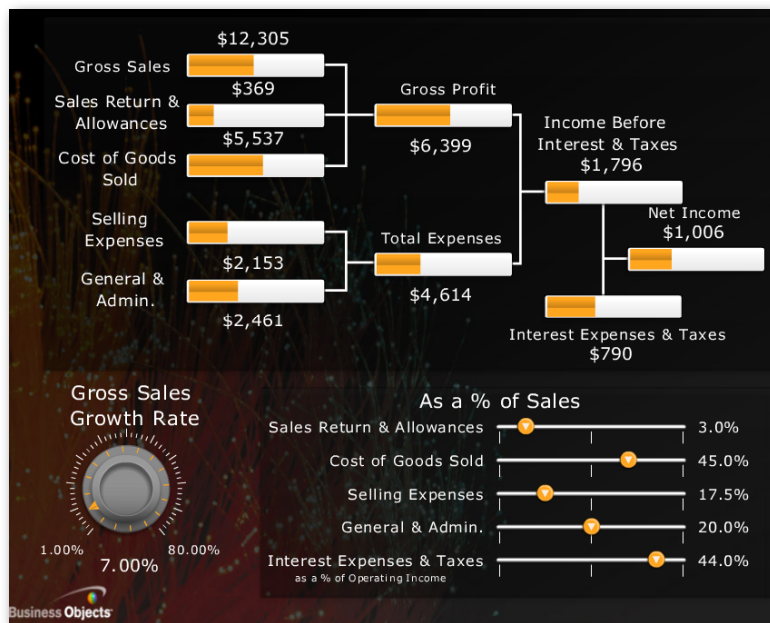 $12,305
Gross Sales
$369
Sales Return &
Allowances
$5,537
Cost of Goods
Sold
Gross Profit
$6,399
Selling
Expenses
$2,153
General &
Admin.
$2,461
Total Expenses
$4,614
Income Before
Interest & Taxes
$1,796
Net Income
$1,006
Interest Expenses & Taxes
$790
Gross Sales
Growth Rate
1.00%
80.00%
7.00%
As a % of Sales
Sales Return & Allowances 3.0%
Cost of Goods Sold 45.0%
Selling Expenses 17.5%
General & Admin. 20.0%
Interest Expenses & Taxes 44.0%
as a % of Operating Income
Business Objects